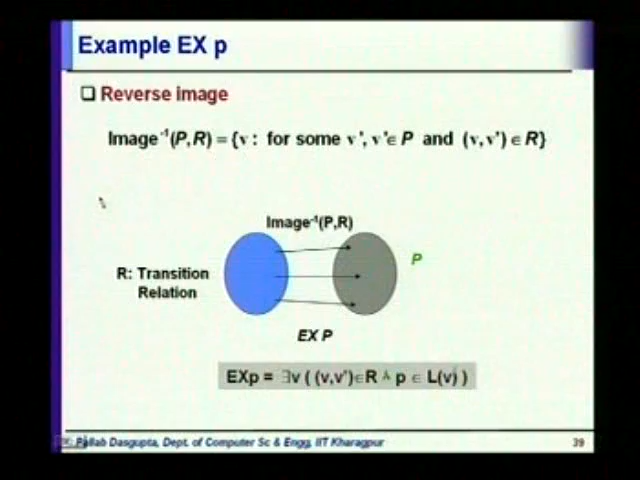 Example EX p
❑ Reverse image
Image⁻¹(P, R) = {v : for some v', v'∈ P and (v, v') ∈ R}
Image⁻¹(P,R)
P
R: Transition
Relation
EX P
EXp = ∃v ( (v,v')∈R ∧ p ∈ L(v) )
Pallab Dasgupta, Dept. of Computer Sc & Engg, IIT Kharagpur
39